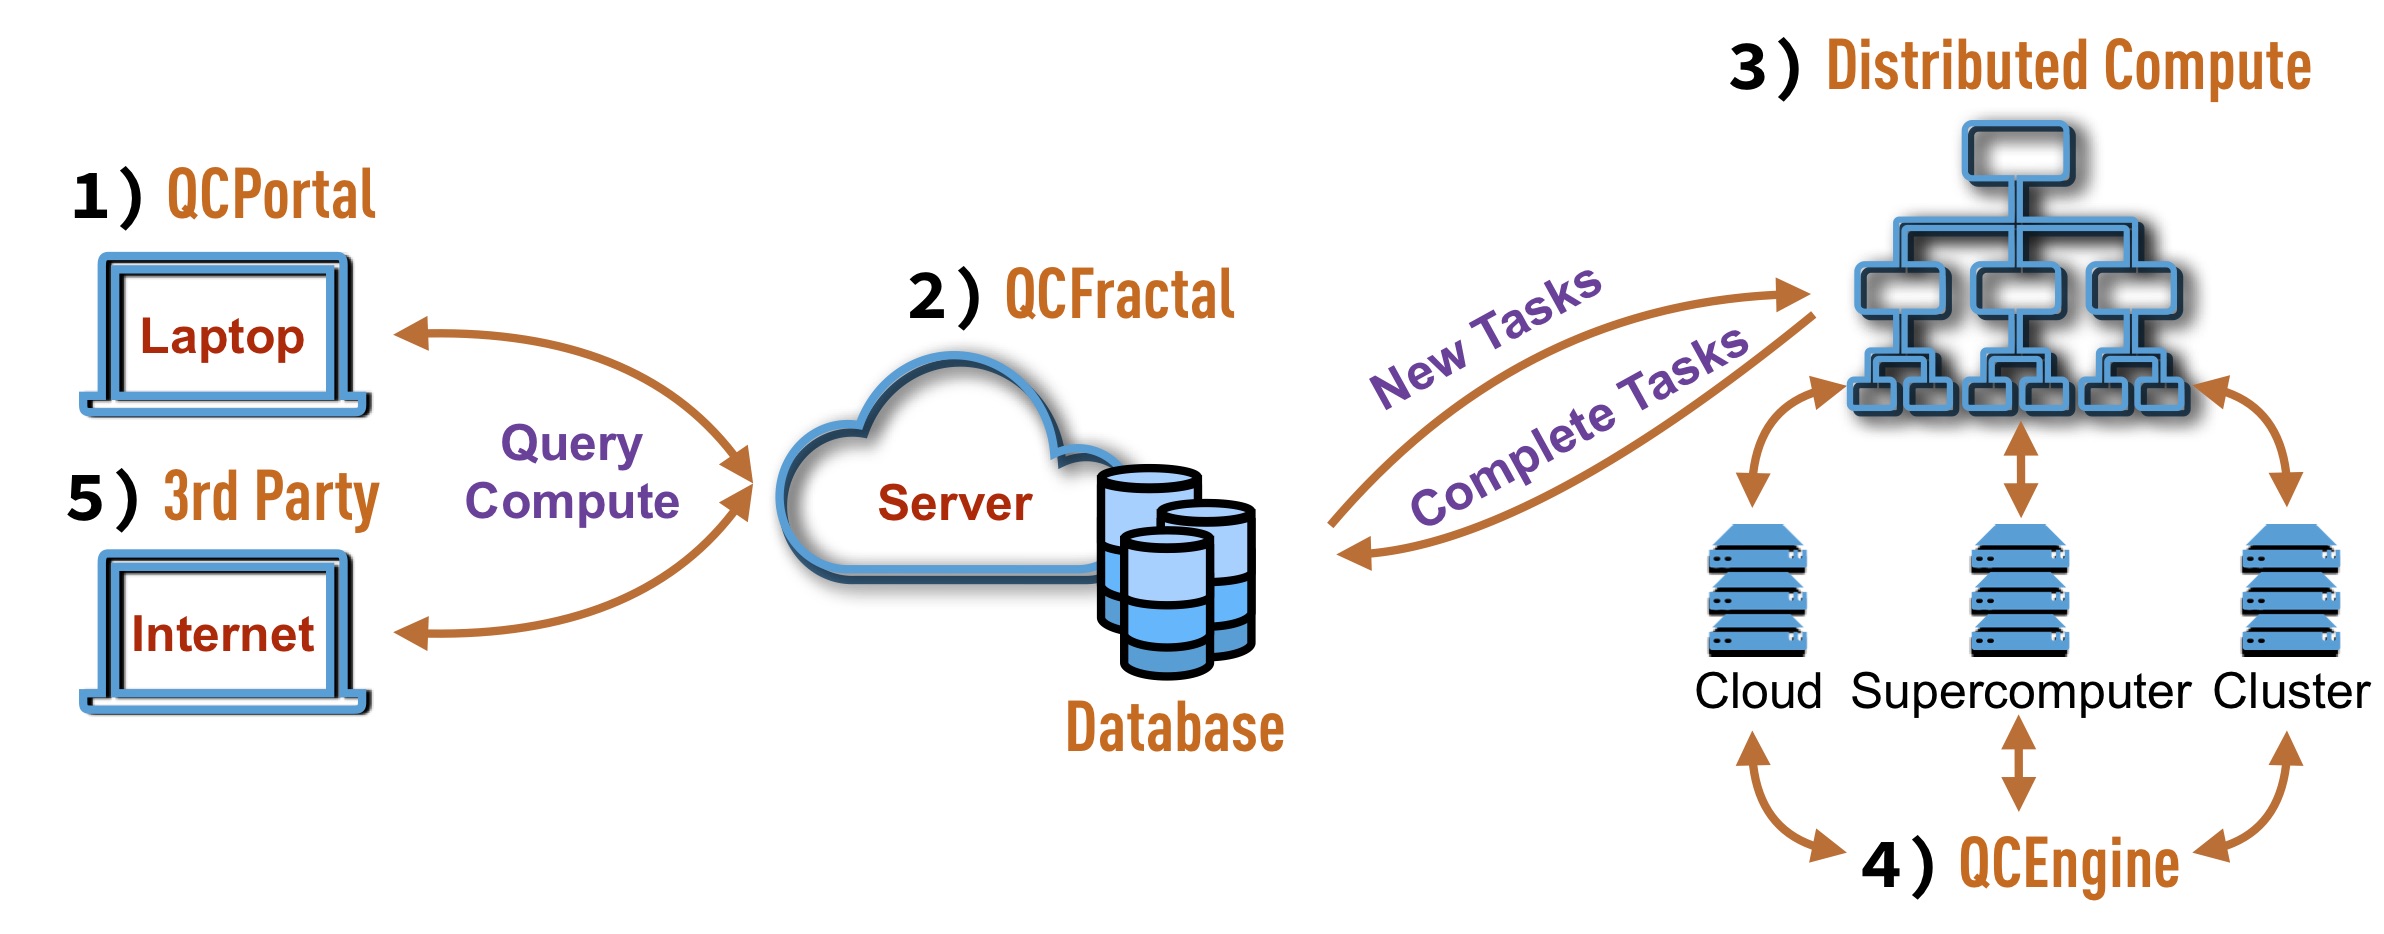 1) QCPortal
Laptop
5) 3rd Party
Internet
Query
Compute
2) QCFractal
Server
Database
New Tasks
Complete Tasks
3) Distributed Compute
Cloud
Supercomputer
Cluster
4) QCEngine